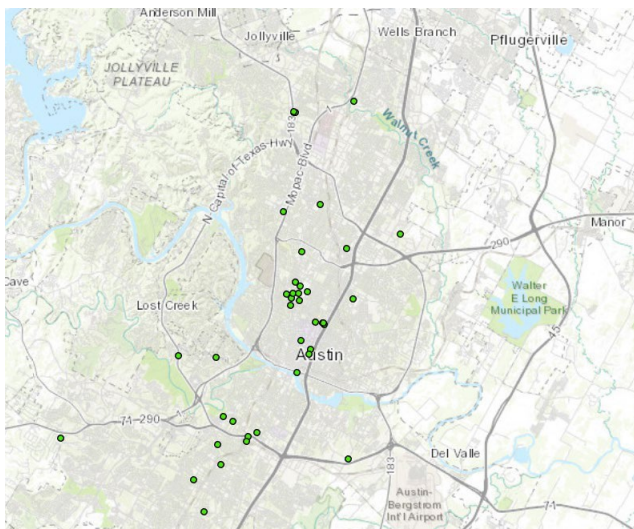 Anderson Mill
Jollyville
Wells Branch
Pflugerville
JOLLYVILLE
PLATEAU
183
1
Walnut
Creek
N Capital-of-Texas-Hwy
Mopac-Blvd
Manor
290
Cave
Lost Creek
Walter
E Long
Municipal Park
45
Austin
71
290
1
Del Valle
183
Austin-
Bergstrom
Int'l Airport
71